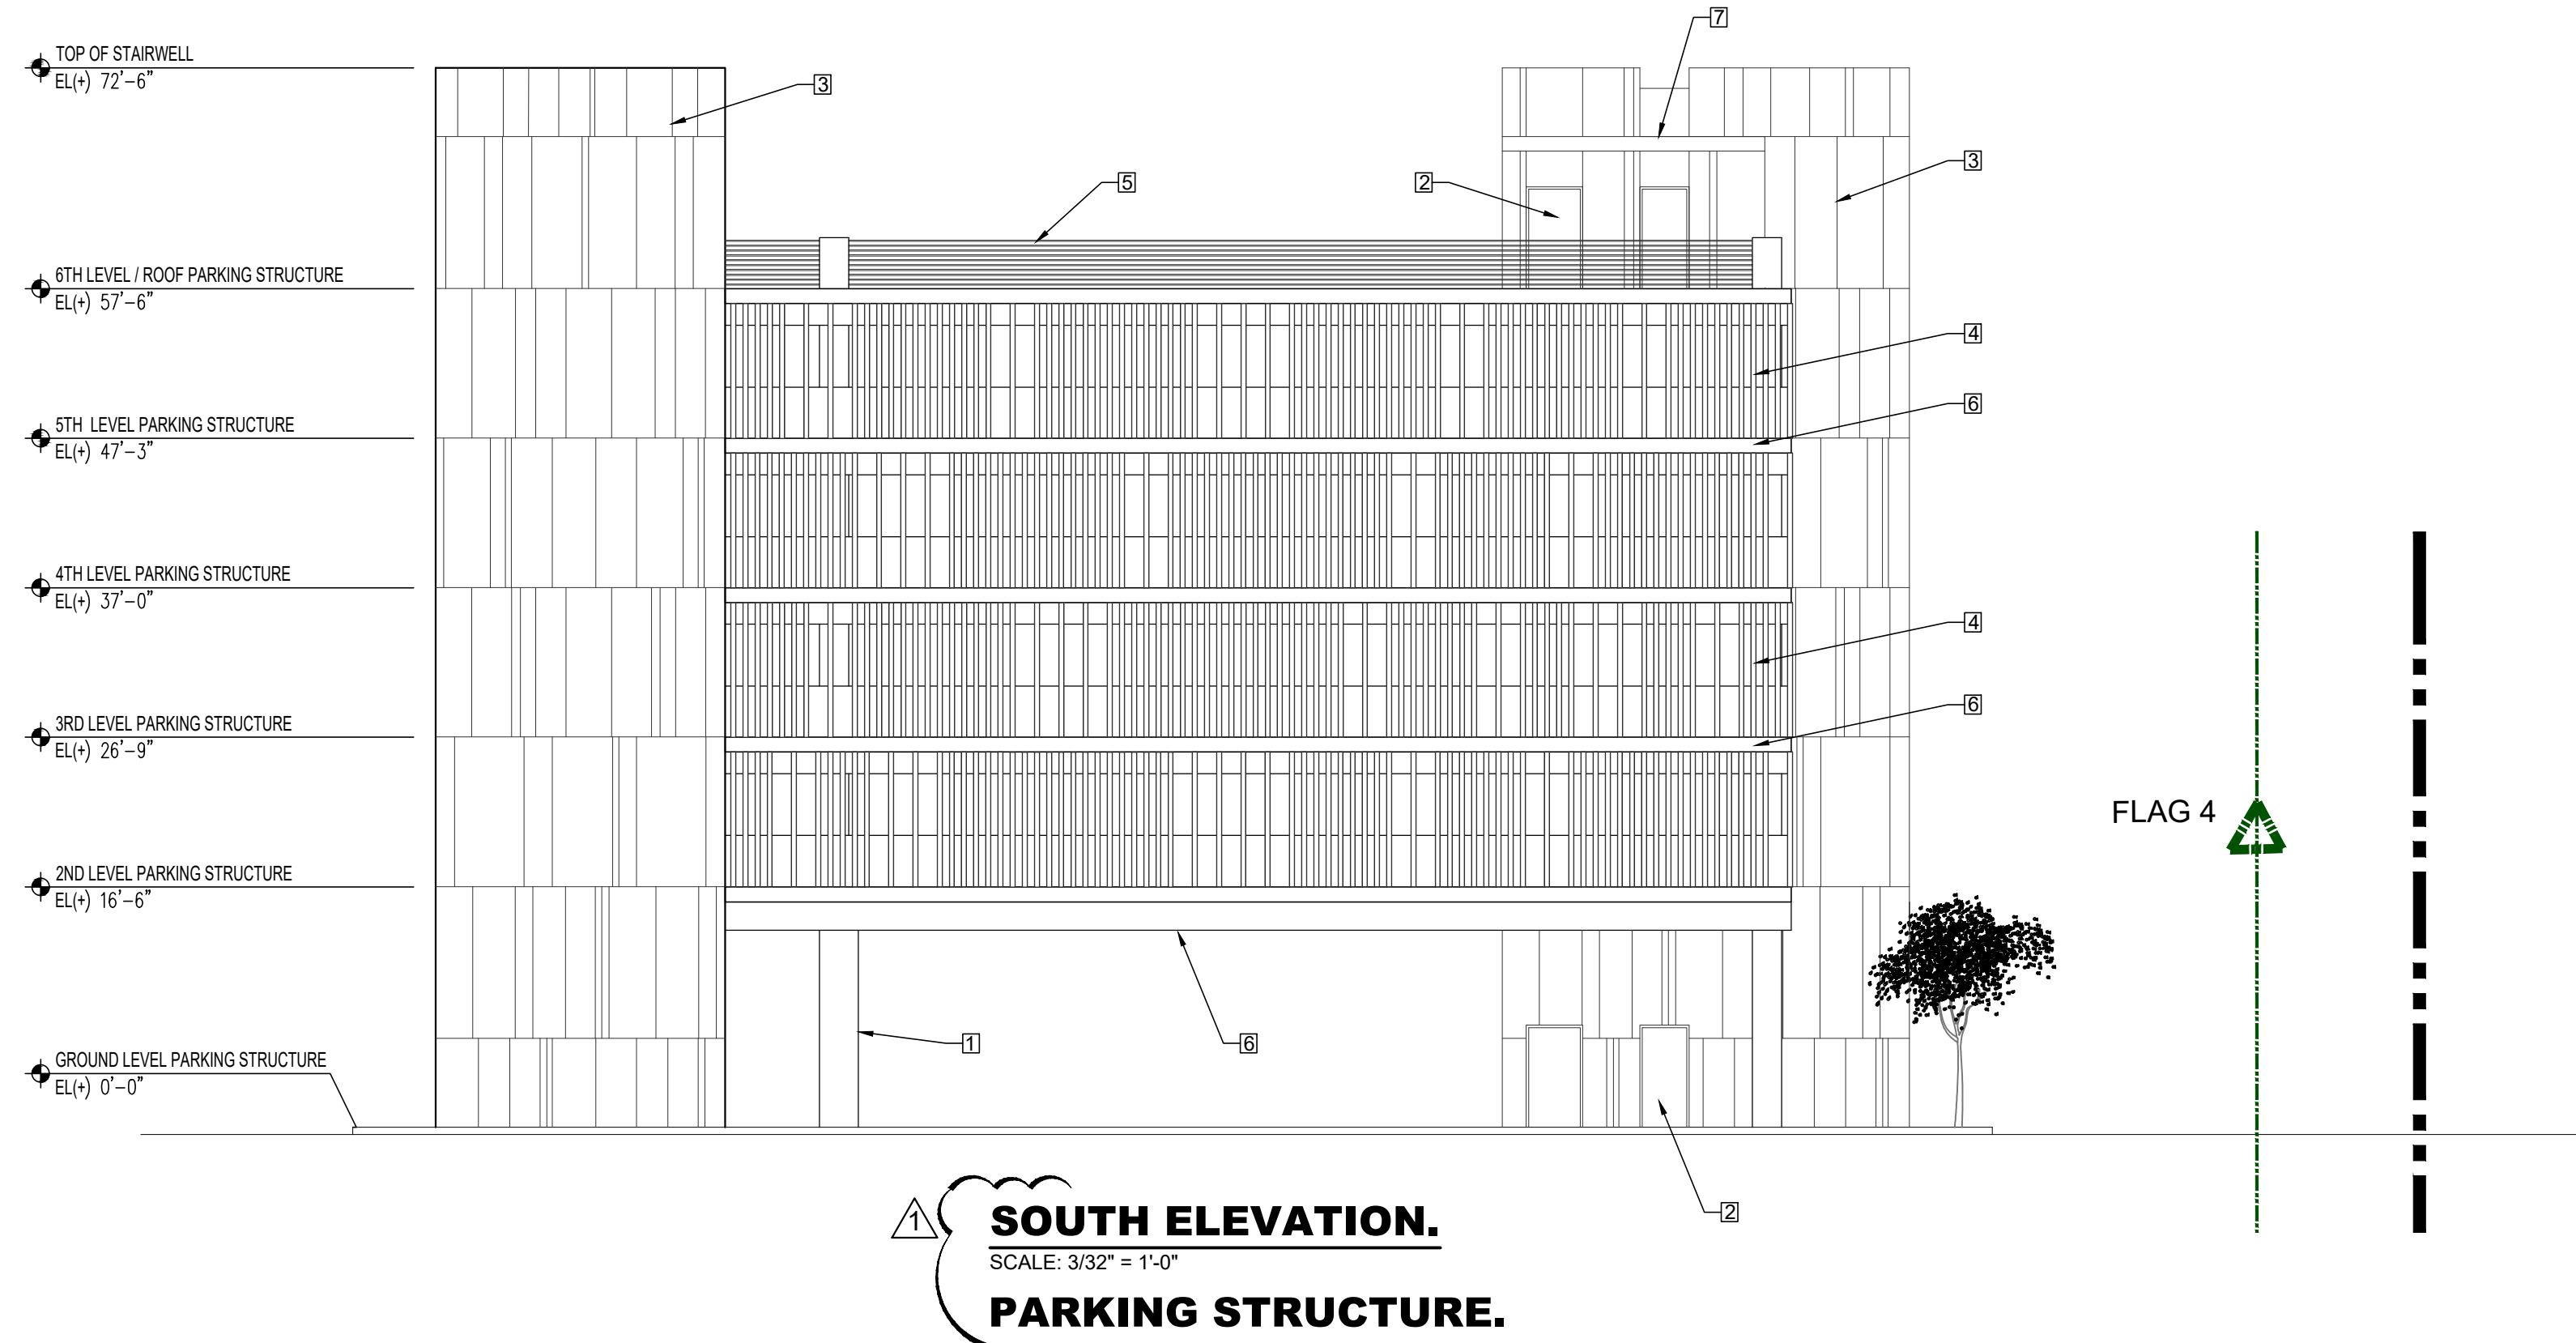 7
TOP OF STAIRWELL
EL(+) 72'-6"
3
3
5
2
6TH LEVEL / ROOF PARKING STRUCTURE
EL(+) 57'-6"
4
6
5TH LEVEL PARKING STRUCTURE
EL(+) 47'-3"
4TH LEVEL PARKING STRUCTURE
EL(+) 37'-0"
4
6
3RD LEVEL PARKING STRUCTURE
EL(+) 26'-9"
FLAG 4
2ND LEVEL PARKING STRUCTURE
EL(+) 16'-6"
1
6
GROUND LEVEL PARKING STRUCTURE
EL(+) 0'-0"
2
1
SOUTH ELEVATION.
SCALE: 3/32" = 1'-0"
PARKING STRUCTURE.